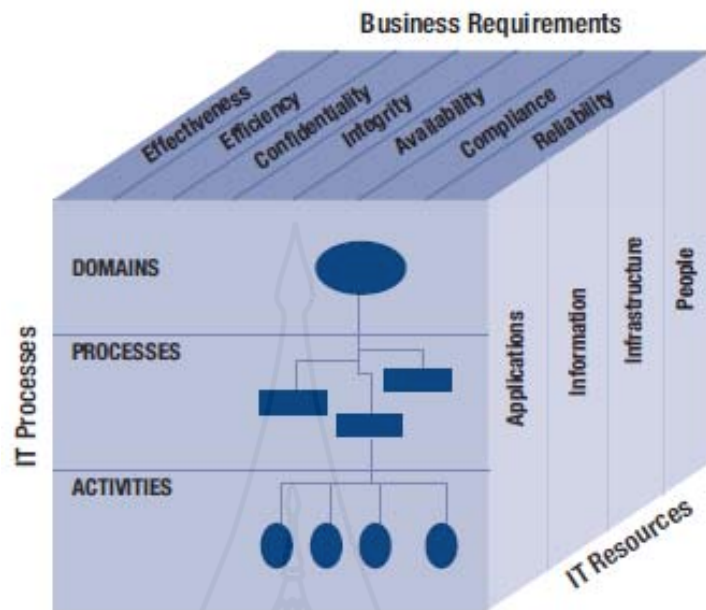 Business Requirements
Effectiveness
Efficiency
Confidentiality
Integrity
Availability
Compliance
Reliability
IT Processes
DOMAINS
PROCESSES
ACTIVITIES
Applications
Information
Infrastructure
People
IT Resources